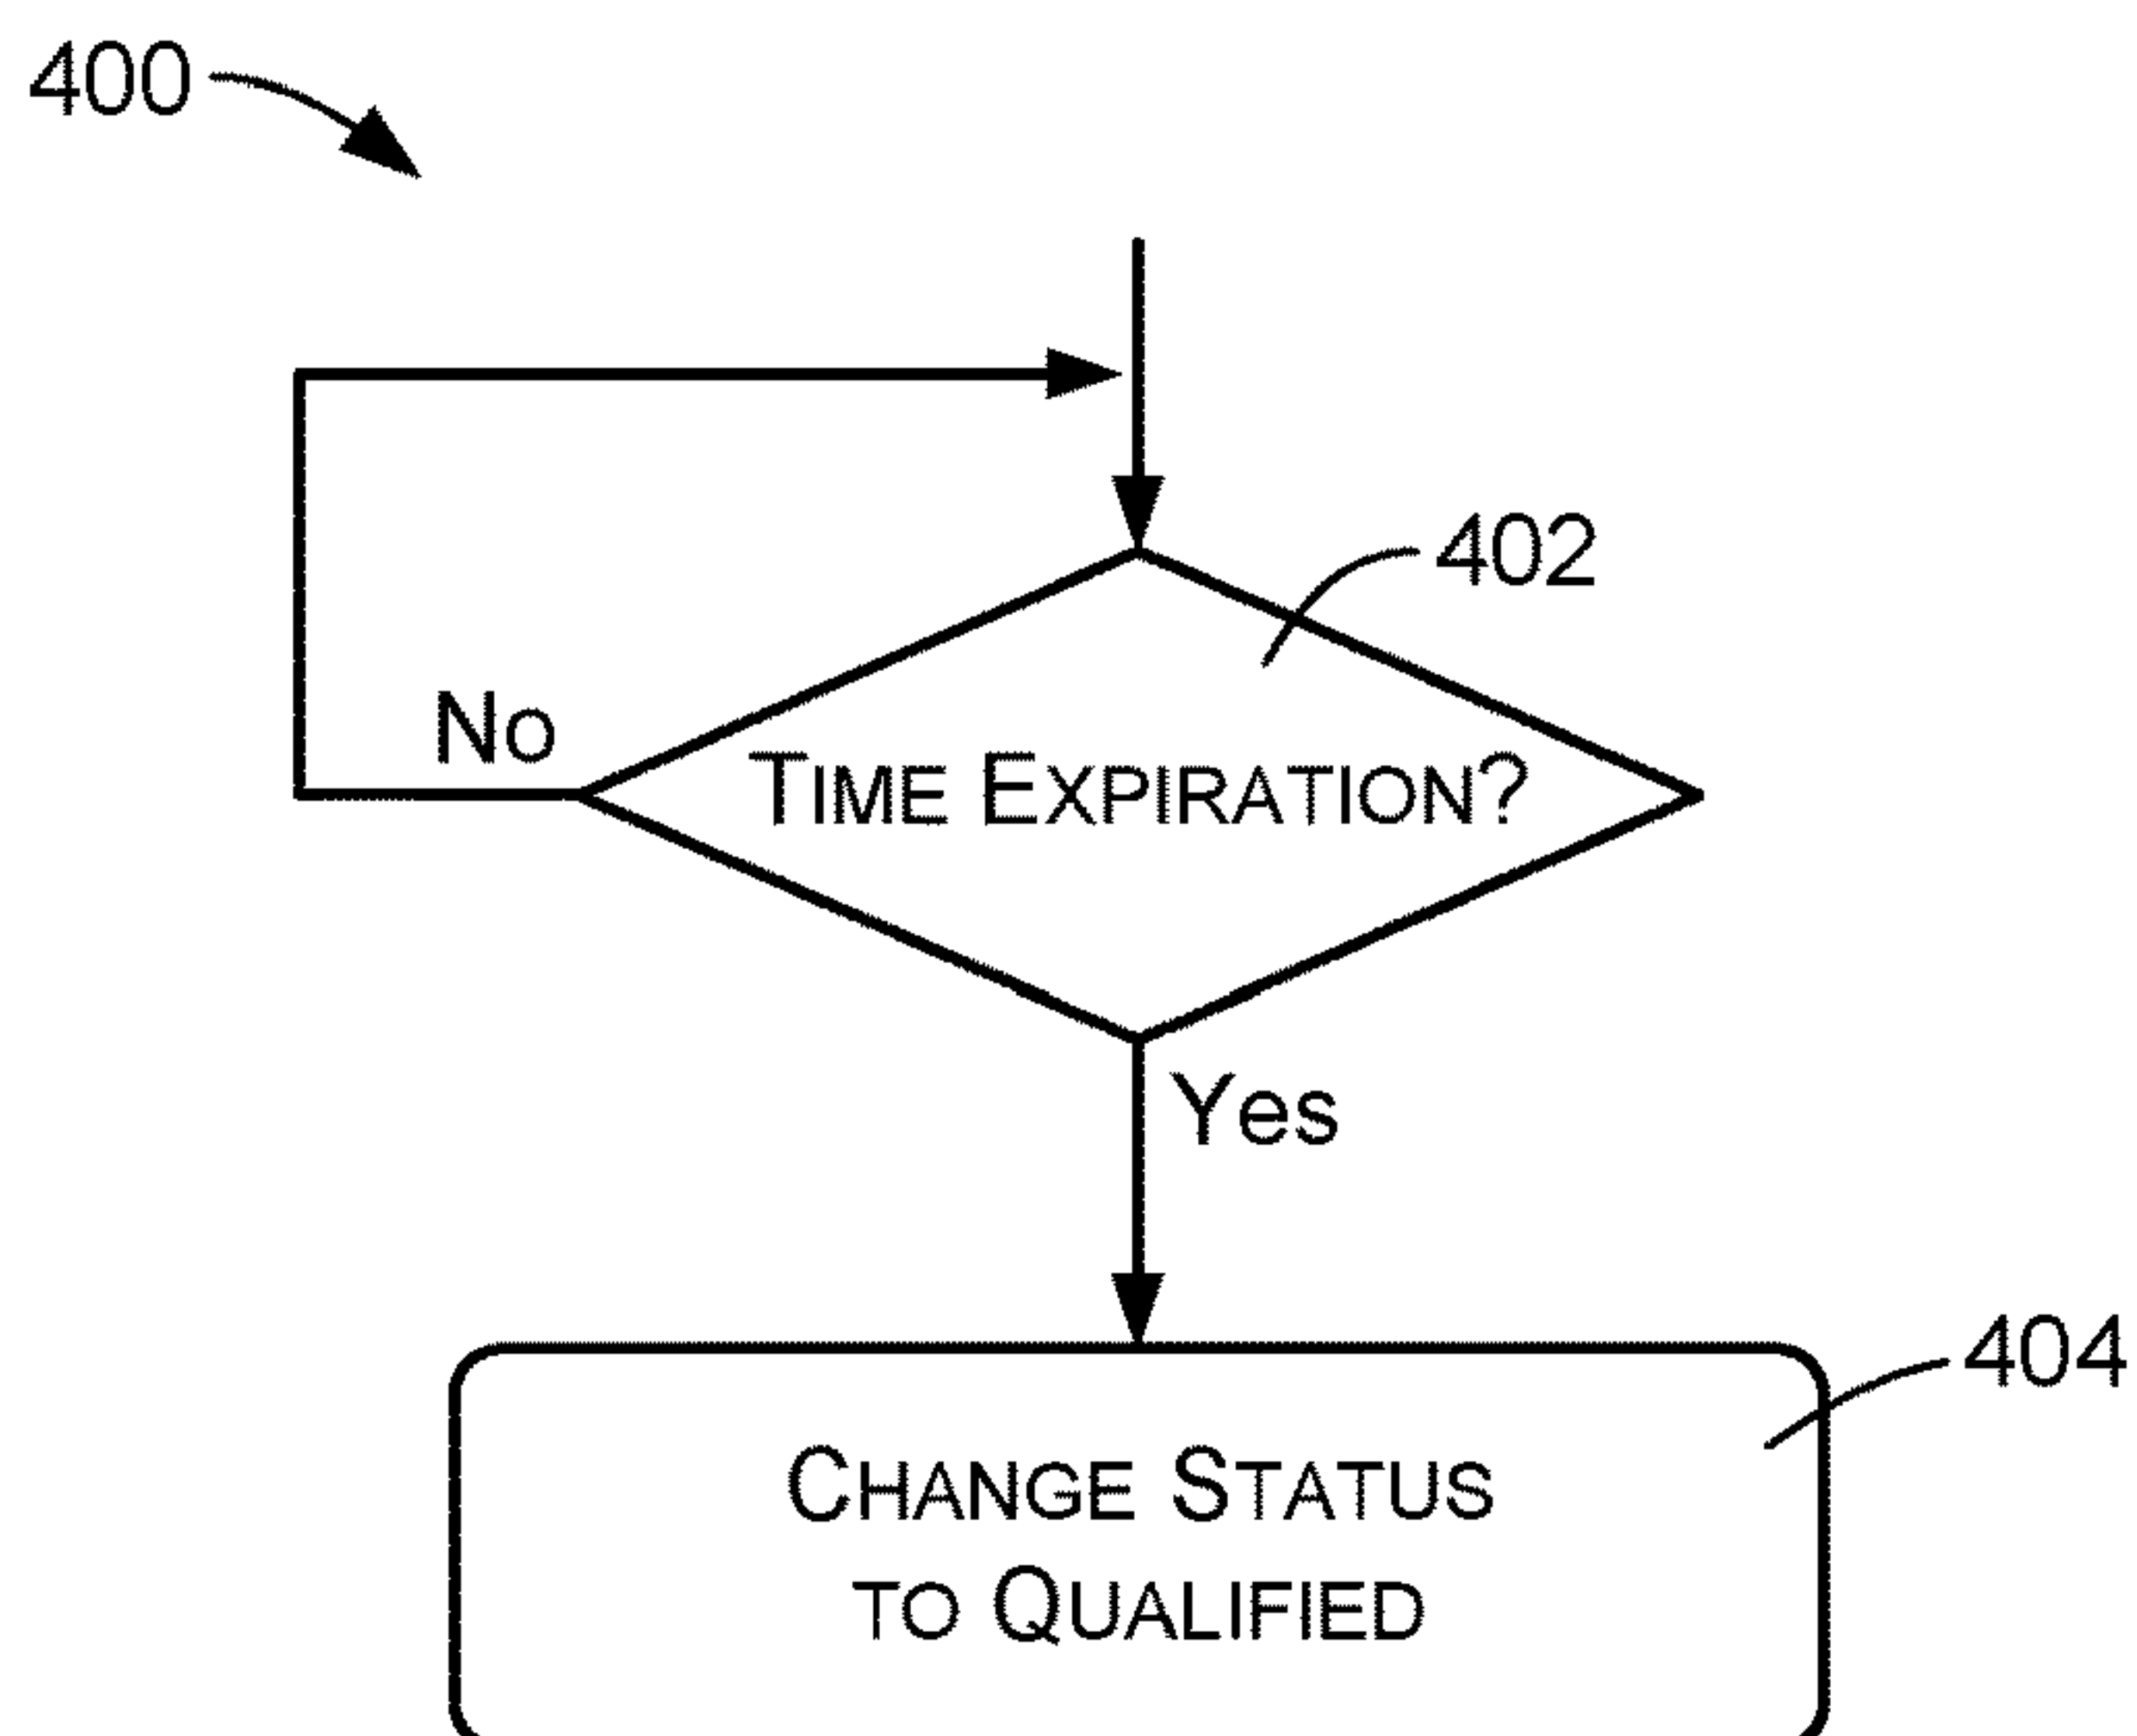 400
402
No
TIME EXPIRATION?
Yes
404
CHANGE STATUS
TO QUALIFIED